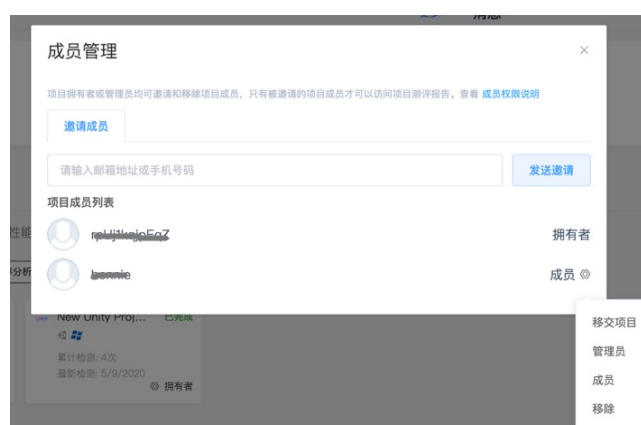 消息
成员管理
项目拥有者或管理员均可邀请和移除项目成员，只有被邀请的项目成员才可以访问项目测评报告。查看 成员权限说明
邀请成员
请输入邮箱地址或手机号码
发送邀请
项目成员列表
拥有者
性能
成员
分析
New Unity Proj... 已完成
累计检测: 4次
最新检测: 5/9/2020
拥有者
移交项目
管理员
成员
移除